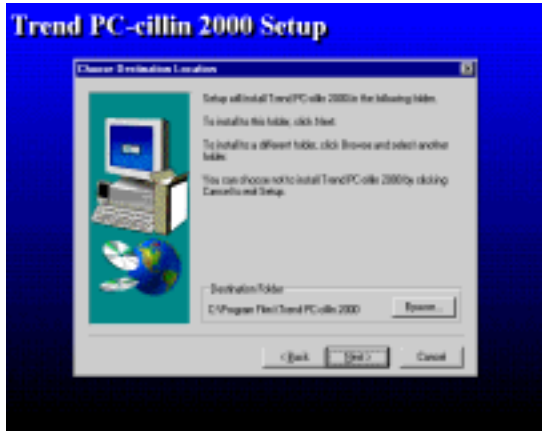 Trend PC-cillin 2000 Setup
Choose Destination Location
Setup will install Trend PC-cillin 2000 in the following folder.
To install to this folder, click Next.
To install to a different folder, click Browse and select another
folder.
You can choose not to install Trend PC-cillin 2000 by clicking
Cancel to exit Setup.
Destination Folder
C:\Program Files\Trend PC-cillin 2000
Browse...
< Back
Next >
Cancel